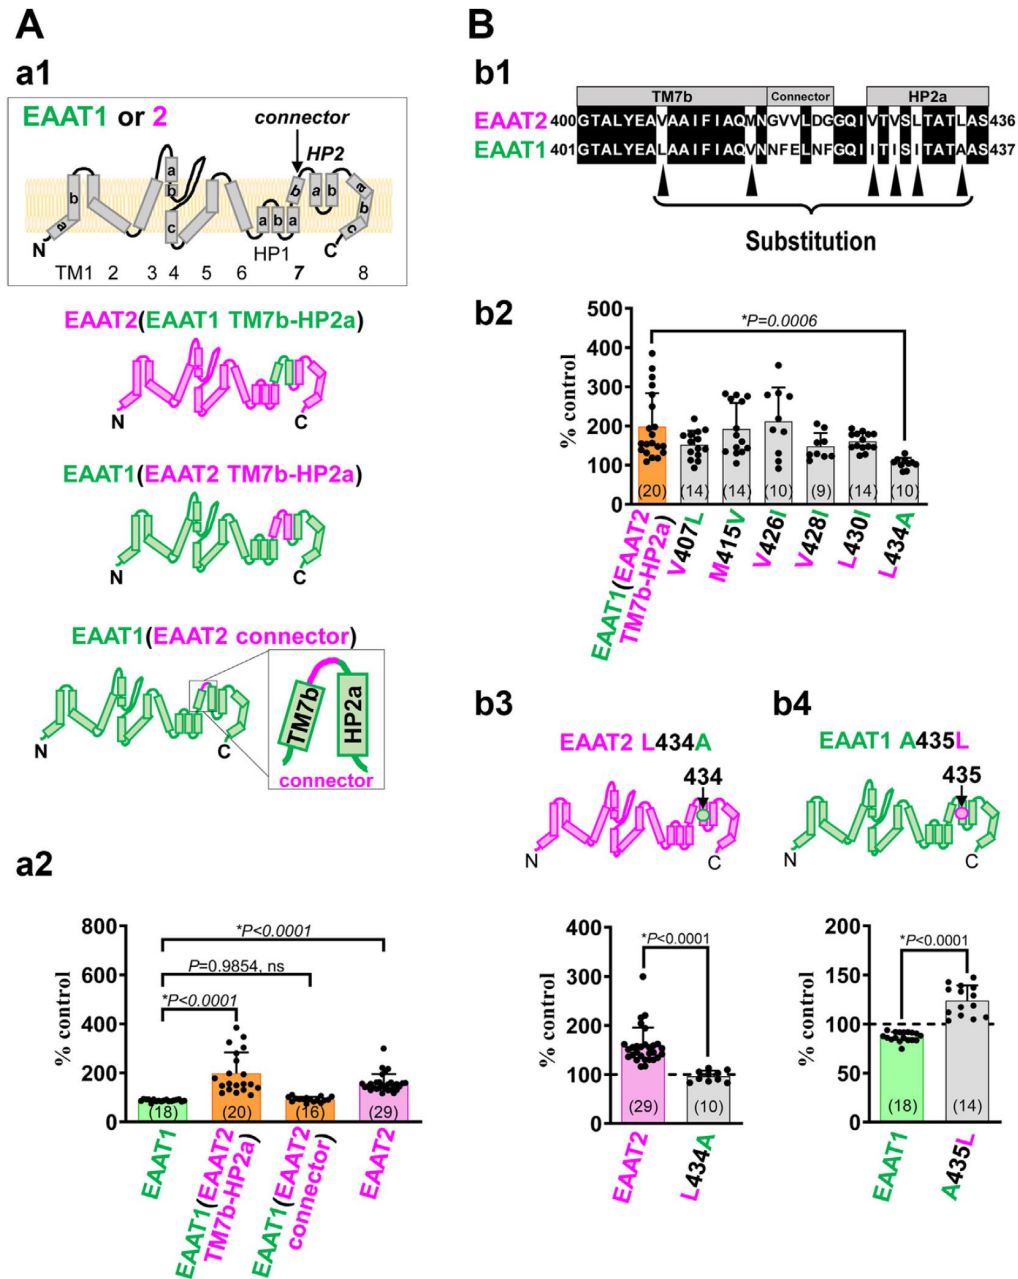 A
a1
EAAT1 or 2
connector
HP2
a
b
b
a
c
a
b
a
b
a
b
a
b
c
N
C
HP1
TM1 2 3 4 5 6 7 8
EAAT2(EAAT1 TM7b-HP2a)
N C
EAAT1(EAAT2 TM7b-HP2a)
N C
EAAT1(EAAT2 connector)
TM7b
HP2a
N C
connector
a2
% control
800
600
400
200
0
*P<0.0001
P=0.9854, ns
*P<0.0001
(18) (20) (16) (29)
EAAT1
EAAT1(EAAT2
TM7b-HP2a)
EAAT1(EAAT2
connector)
EAAT2
B
b1
TM7b Connector HP2a
EAAT2 400 GTALYEAVAAIFIAQMNGVVLDGGQIVTVSLTATLAS 436
EAAT1 401 GTALYEALAAIFIAQVNNFELNFGQIITISITATAAS 437
Substitution
b2
% control
500
400
300
200
100
0
*P=0.0006
(20) (14) (14) (10) (9) (14) (10)
EAAT1(EAAT2
TM7b-HP2a)
V407L
M415V
V426I
V428I
L430I
L434A
b3
EAAT2 L434A
434
N C
% control
400
300
200
100
0
*P<0.0001
(29) (10)
EAAT2
L434A
b4
EAAT1 A435L
435
N C
% control
200
150
100
50
0
*P<0.0001
(18) (14)
EAAT1
A435L